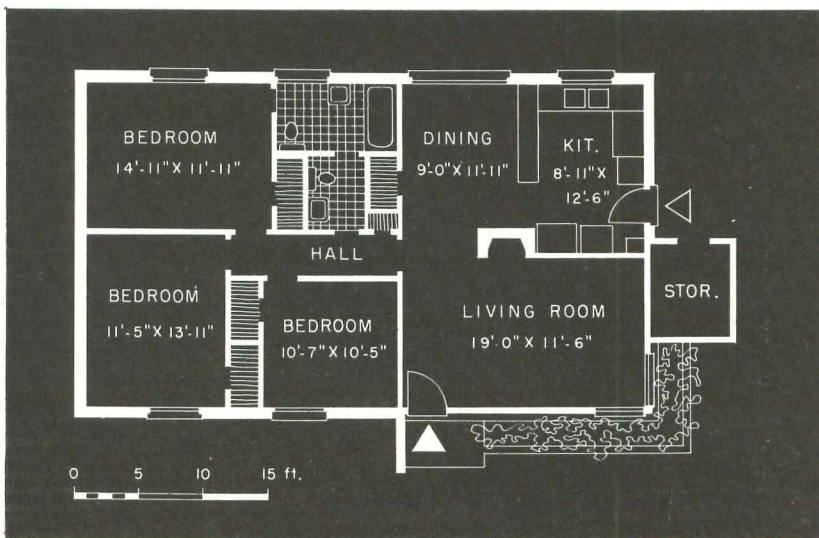 BEDROOM
14'-11" X 11'-11"
DINING
9'-0" X 11'-11"
KIT.
8'-11" X
12'-6"
HALL
BEDROOM
11'-5" X 13'-11"
BEDROOM
10'-7" X 10'-5"
LIVING ROOM
19'-0" X 11'-6"
STOR.
0 5 10 15 ft.